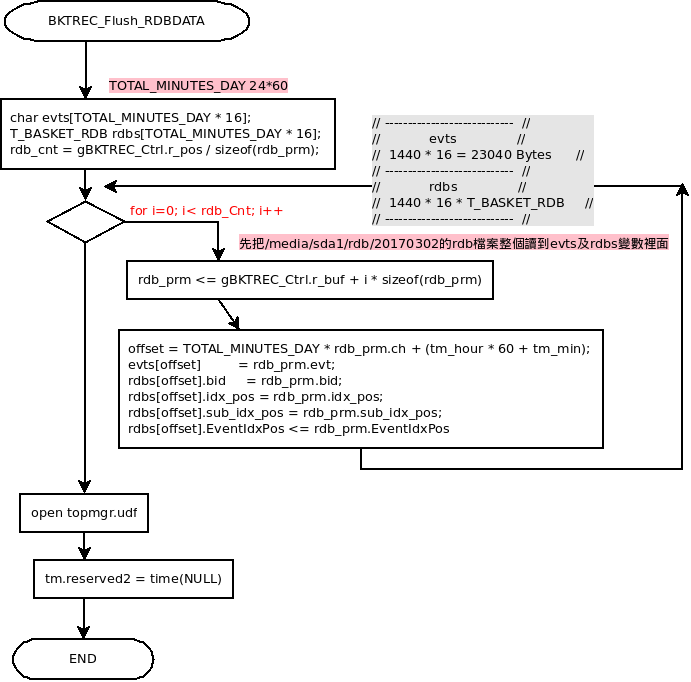 BKTREC_Flush_RDBDATA
TOTAL_MINUTES_DAY 24*60
char evts[TOTAL_MINUTES_DAY * 16];
T_BASKET_RDB rdbs[TOTAL_MINUTES_DAY * 16];
rdb_cnt = gBKTREC_Ctrl.r_pos / sizeof(rdb_prm);
// ---------------------------- //
// evts //
// 1440 * 16 = 23040 Bytes //
// ---------------------------- //
// rdbs //
// 1440 * 16 * T_BASKET_RDB //
// ---------------------------- //
for i=0; i< rdb_Cnt; i++
先把/media/sda1/rdb/20170302的rdb檔案整個讀到evts及rdbs變數裡面
rdb_prm <= gBKTREC_Ctrl.r_buf + i * sizeof(rdb_prm)
offset = TOTAL_MINUTES_DAY * rdb_prm.ch + (tm_hour * 60 + tm_min);
evts[offset] = rdb_prm.evt;
rdbs[offset].bid = rdb_prm.bid;
rdbs[offset].idx_pos = rdb_prm.idx_pos;
rdbs[offset].sub_idx_pos = rdb_prm.sub_idx_pos;
rdbs[offset].EventIdxPos <= rdb_prm.EventIdxPos
open topmgr.udf
tm.reserved2 = time(NULL)
END